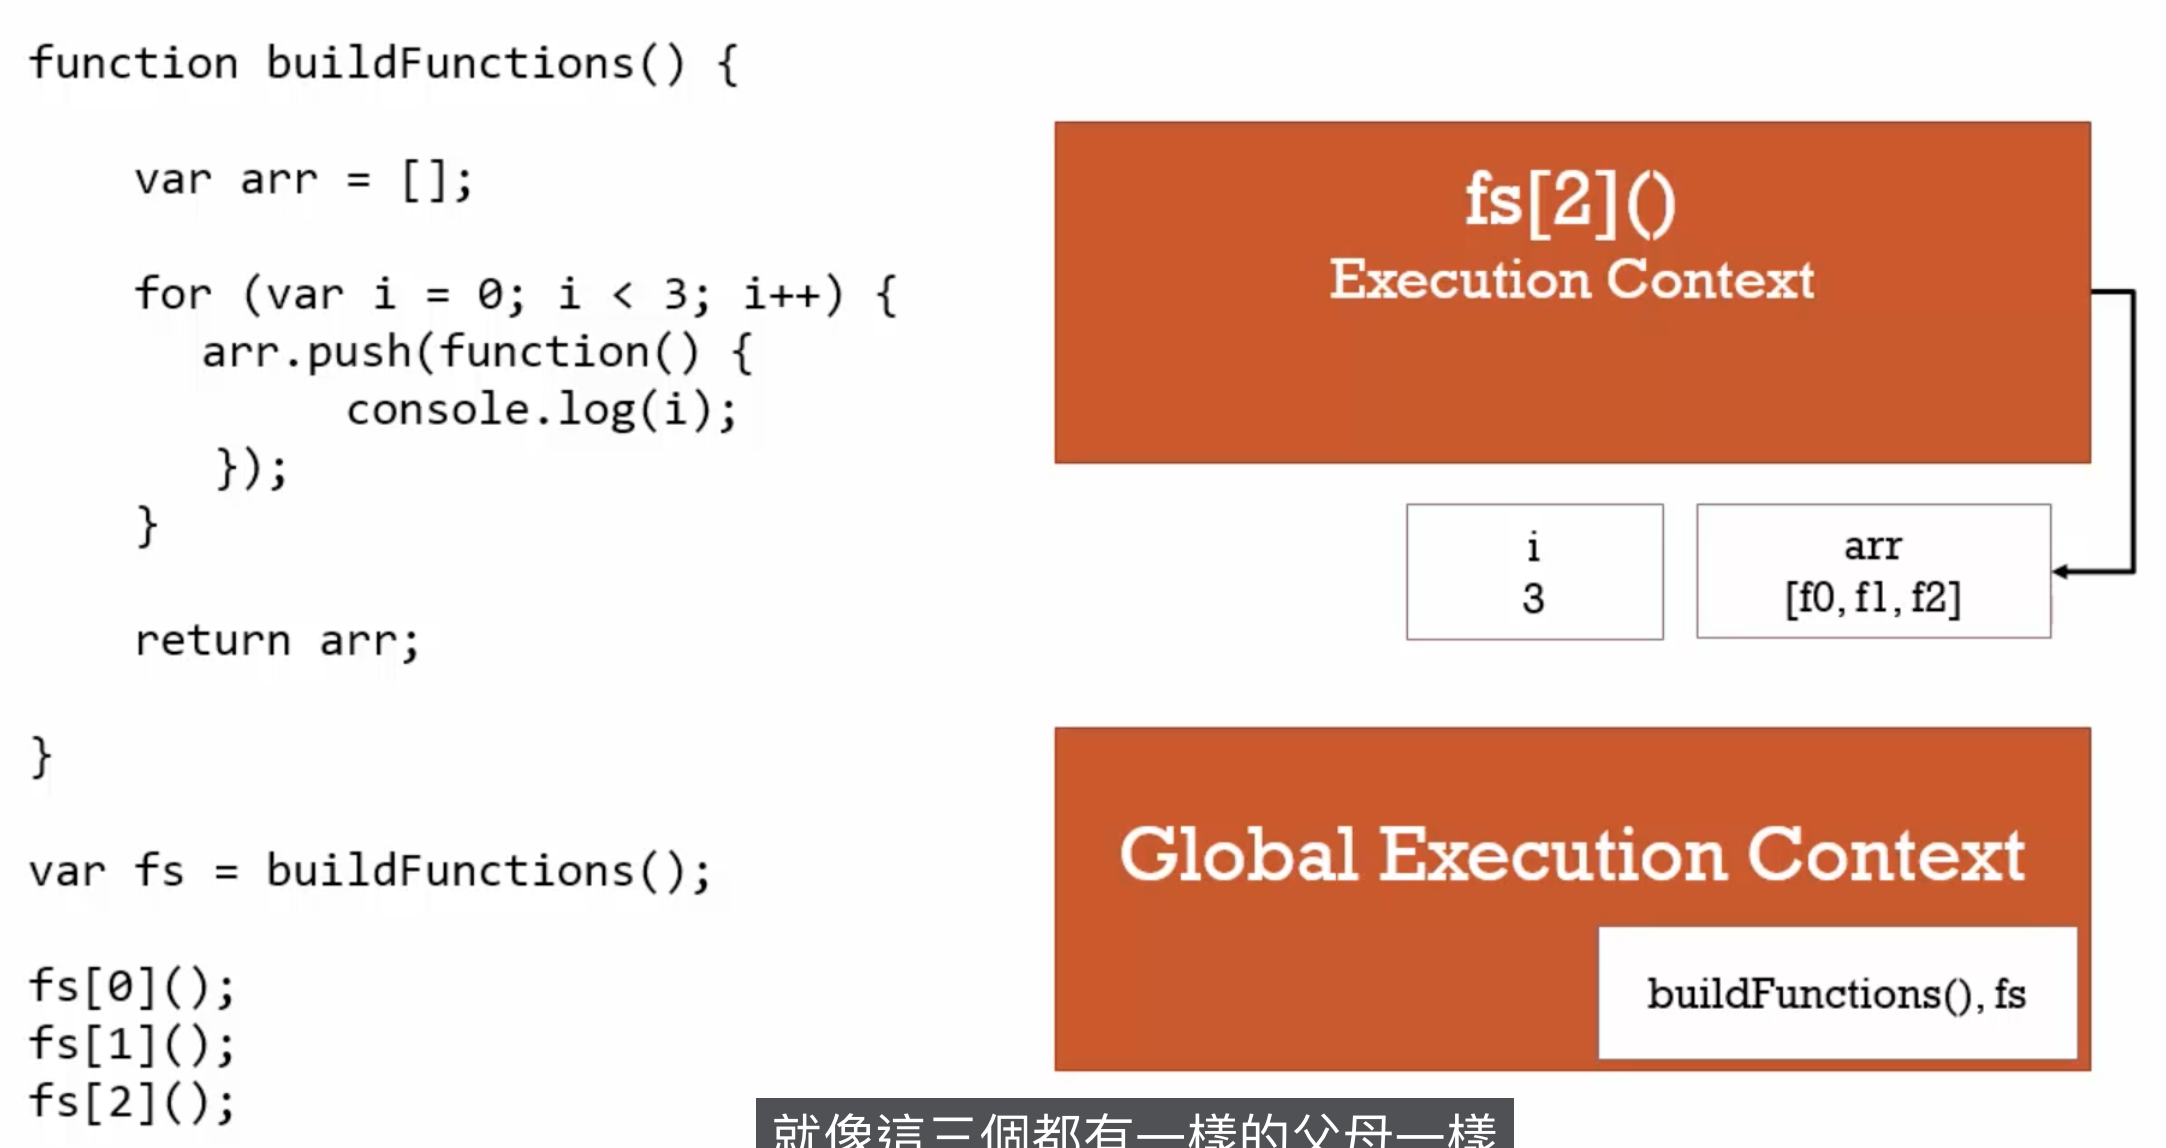 function buildFunctions() {
var arr = [];
for (var i = 0; i < 3; i++) {
arr.push(function() {
console.log(i);
});
}
return arr;
}
var fs = buildFunctions();
fs[0]();
fs[1]();
fs[2]();
fs[2]()
Execution Context
i
3
arr
[f0, f1, f2]
Global Execution Context
buildFunctions(), fs
就像這三個都有一樣的父母一樣